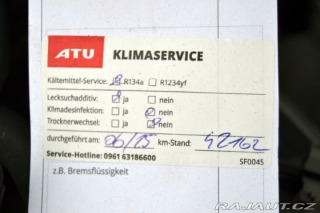 ATU KLIMASERVICE
Kältemittel-Service: R134a R1234yf
Lecksuchadditiv: ja nein
Klimadesinfektion: ja nein
Trocknerwechsel: ja nein
durchgeführt am: 06/15 km-Stand: 42162
Service-Hotline: 0961 63186600 SF0045
z.B. Bremsflüssigkeit
RAJAUT.CZ